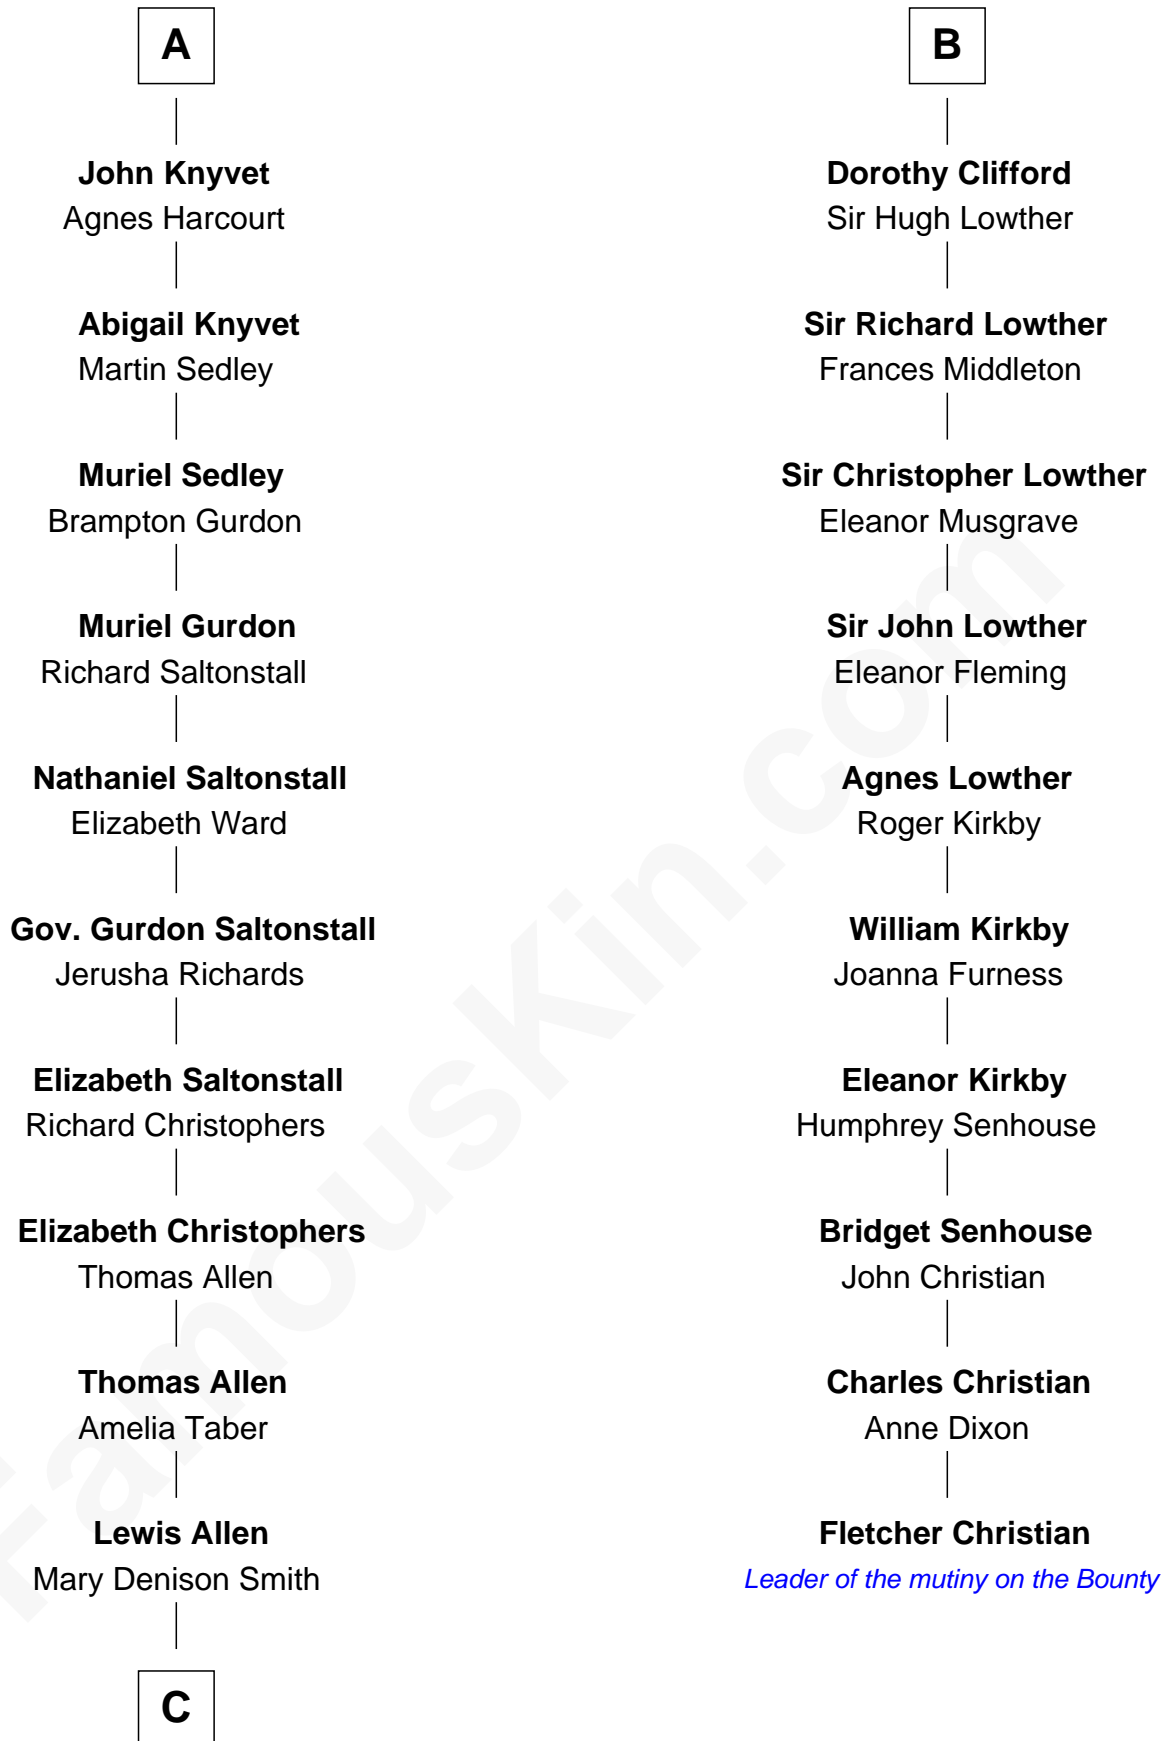 A
John Knyvet
Agnes Harcourt
Abigail Knyvet
Martin Sedley
Muriel Sedley
Brampton Gurdon
Muriel Gurdon
Richard Saltonstall
Nathaniel Saltonstall
Elizabeth Ward
Gov. Gurdon Saltonstall
Jerusha Richards
Elizabeth Saltonstall
Richard Christophers
Elizabeth Christophers
Thomas Allen
Thomas Allen
Amelia Taber
Lewis Allen
Mary Denison Smith
C
B
Dorothy Clifford
Sir Hugh Lowther
Sir Richard Lowther
Frances Middleton
Sir Christopher Lowther
Eleanor Musgrave
Sir John Lowther
Eleanor Fleming
Agnes Lowther
Roger Kirkby
William Kirkby
Joanna Furness
Eleanor Kirkby
Humphrey Senhouse
Bridget Senhouse
John Christian
Charles Christian
Anne Dixon
Fletcher Christian
Leader of the mutiny on the Bounty
FamousKin.com